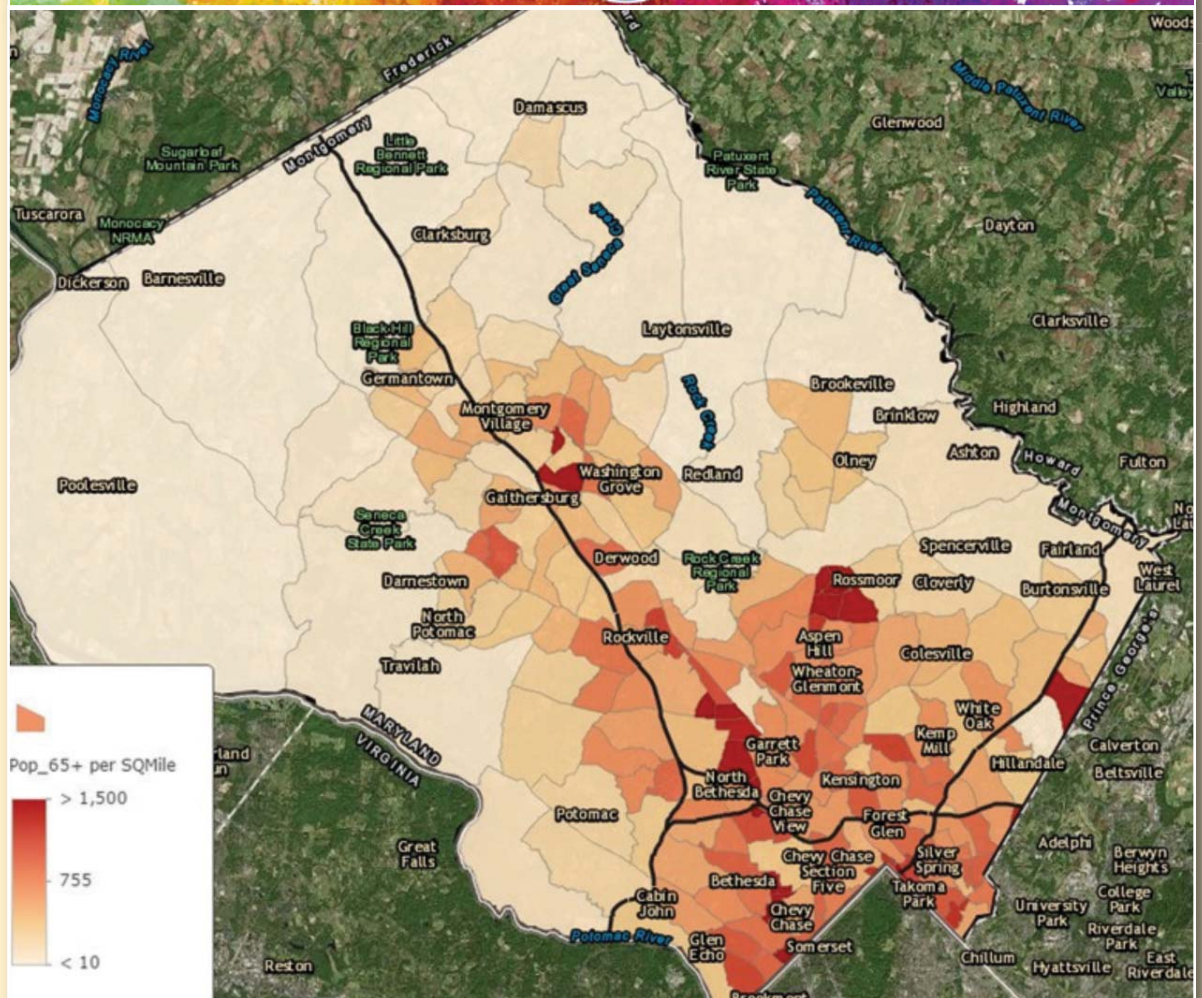 Woods
Frederick
Monocacy River
Middle Patuxent River
Valley
Damascus
Glenwood
Montgomery
Little
Bennett
Regional Park
Sugarloaf
Mountain Park
Patuxent
River State
Park
Tuscarora
Monocacy
NRMA
Patuxent River
Dayton
Clarksburg
Great Seneca
Creek
Dickerson
Barnesville
Clarksville
Laytonsville
Black Hill
Regional
Park
Germantown
Rock Creek
Brookeville
Montgomery
Village
Brinklow
Highland
Ashton
Howard
Fulton
Olney
Redland
Washington
Grove
Poolesville
Gaithersburg
Montgomery
Seneca
Creek
State Park
Spencerville
Fairland
Derwood
Rock Creek
Regional
Park
West
Laurel
Darnestown
Rossmoor
Cloverly
Burtonsville
North
Potomac
Rockville
Aspen
Hill
Prince George's
Travilah
Wheaton-
Glenmont
Colesville
MARYLAND
VIRGINIA
White
Oak
Kemp
Mill
Calverton
Garrett
Park
Hillandale
Beltsville
Pop_65+ per SQMile
> 1,500
755
< 10
North
Bethesda
Kensington
Chevy
Chase
View
Potomac
Forest
Glen
Great
Falls
Adelphi
Berwyn
Heights
Silver
Spring
Chevy Chase
Section
Five
Bethesda
Takoma
Park
College
Park
Cabin
John
Chevy
Chase
University
Park
Riverdale
Park
Potomac River
Glen
Echo
Somerset
Chillum
Reston
Hyattsville
East
Riverdale
Brookmont